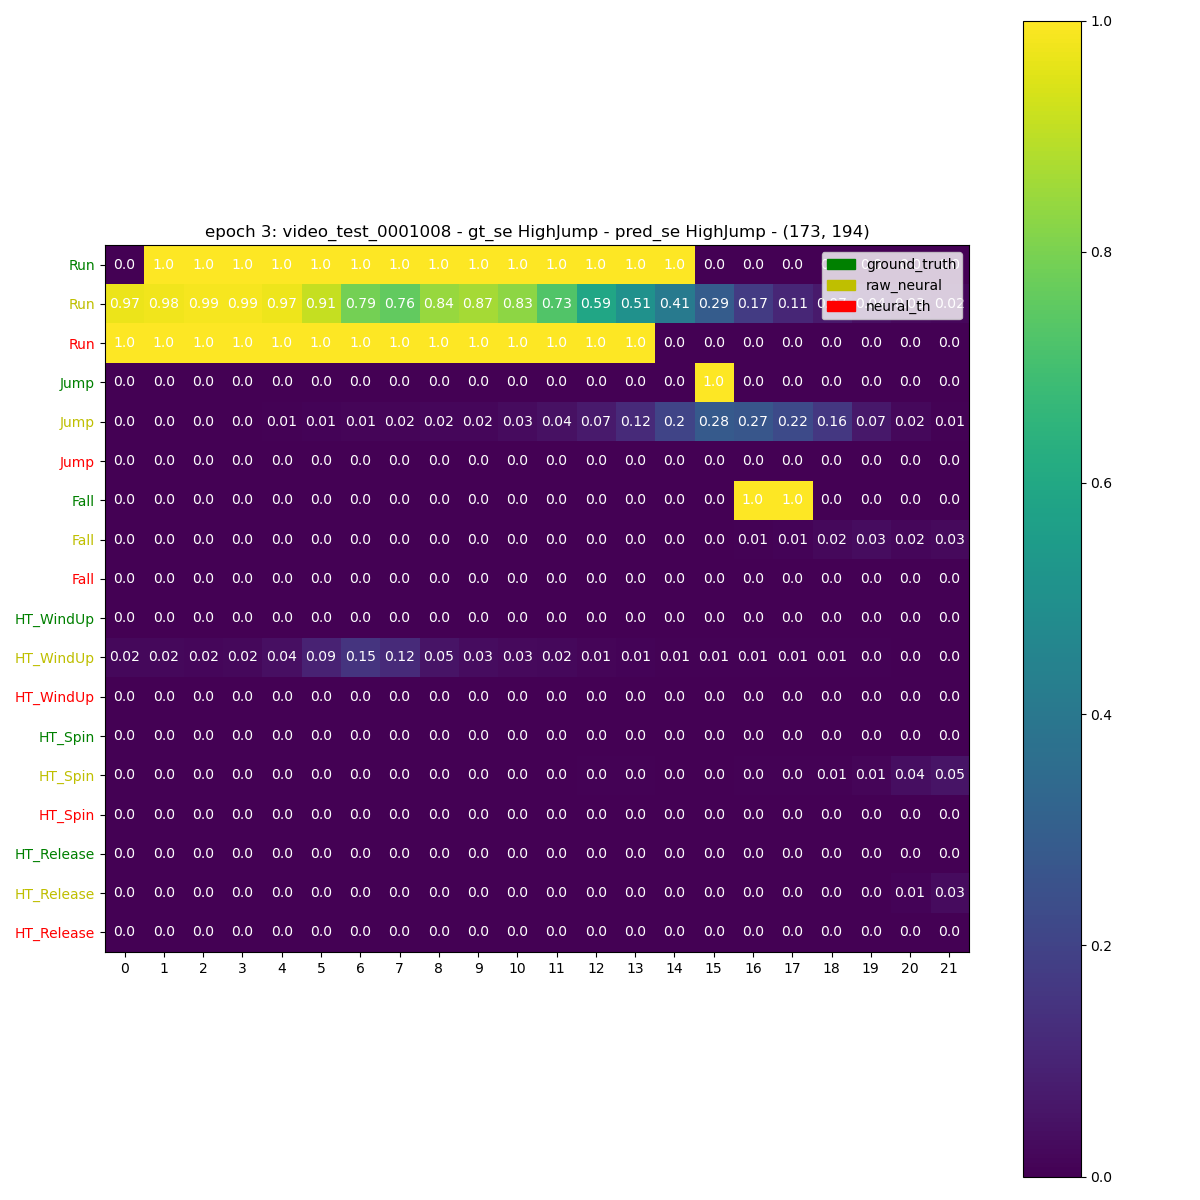 epoch 3: video_test_0001008 - gt_se HighJump - pred_se HighJump - (173, 194)
Run 0.0 1.0 1.0 1.0 1.0 1.0 1.0 1.0 1.0 1.0 1.0 1.0 1.0 1.0 1.0 0.0 0.0 0.0
ground_truth
Run 0.97 0.98 0.99 0.99 0.97 0.91 0.79 0.76 0.84 0.87 0.83 0.73 0.59 0.51 0.41 0.29 0.17 0.11
raw_neural
neural_th
Run 1.0 1.0 1.0 1.0 1.0 1.0 1.0 1.0 1.0 1.0 1.0 1.0 1.0 1.0 0.0 0.0 0.0 0.0 0.0 0.0 0.0 0.0
Jump 0.0 0.0 0.0 0.0 0.0 0.0 0.0 0.0 0.0 0.0 0.0 0.0 0.0 0.0 0.0 1.0 0.0 0.0 0.0 0.0 0.0 0.0
Jump 0.0 0.0 0.0 0.0 0.01 0.01 0.01 0.02 0.02 0.02 0.03 0.04 0.07 0.12 0.2 0.28 0.27 0.22 0.16 0.07 0.02 0.01
Jump 0.0 0.0 0.0 0.0 0.0 0.0 0.0 0.0 0.0 0.0 0.0 0.0 0.0 0.0 0.0 0.0 0.0 0.0 0.0 0.0 0.0 0.0
Fall 0.0 0.0 0.0 0.0 0.0 0.0 0.0 0.0 0.0 0.0 0.0 0.0 0.0 0.0 0.0 0.0 1.0 1.0 0.0 0.0 0.0 0.0
Fall 0.0 0.0 0.0 0.0 0.0 0.0 0.0 0.0 0.0 0.0 0.0 0.0 0.0 0.0 0.0 0.0 0.01 0.01 0.02 0.03 0.02 0.03
Fall 0.0 0.0 0.0 0.0 0.0 0.0 0.0 0.0 0.0 0.0 0.0 0.0 0.0 0.0 0.0 0.0 0.0 0.0 0.0 0.0 0.0 0.0
HT_WindUp 0.0 0.0 0.0 0.0 0.0 0.0 0.0 0.0 0.0 0.0 0.0 0.0 0.0 0.0 0.0 0.0 0.0 0.0 0.0 0.0 0.0 0.0
HT_WindUp 0.02 0.02 0.02 0.02 0.04 0.09 0.15 0.12 0.05 0.03 0.03 0.02 0.01 0.01 0.01 0.01 0.01 0.01 0.01 0.0 0.0 0.0
HT_WindUp 0.0 0.0 0.0 0.0 0.0 0.0 0.0 0.0 0.0 0.0 0.0 0.0 0.0 0.0 0.0 0.0 0.0 0.0 0.0 0.0 0.0 0.0
HT_Spin 0.0 0.0 0.0 0.0 0.0 0.0 0.0 0.0 0.0 0.0 0.0 0.0 0.0 0.0 0.0 0.0 0.0 0.0 0.0 0.0 0.0 0.0
HT_Spin 0.0 0.0 0.0 0.0 0.0 0.0 0.0 0.0 0.0 0.0 0.0 0.0 0.0 0.0 0.0 0.0 0.0 0.0 0.01 0.01 0.04 0.05
HT_Spin 0.0 0.0 0.0 0.0 0.0 0.0 0.0 0.0 0.0 0.0 0.0 0.0 0.0 0.0 0.0 0.0 0.0 0.0 0.0 0.0 0.0 0.0
HT_Release 0.0 0.0 0.0 0.0 0.0 0.0 0.0 0.0 0.0 0.0 0.0 0.0 0.0 0.0 0.0 0.0 0.0 0.0 0.0 0.0 0.0 0.0
HT_Release 0.0 0.0 0.0 0.0 0.0 0.0 0.0 0.0 0.0 0.0 0.0 0.0 0.0 0.0 0.0 0.0 0.0 0.0 0.0 0.0 0.01 0.03
HT_Release 0.0 0.0 0.0 0.0 0.0 0.0 0.0 0.0 0.0 0.0 0.0 0.0 0.0 0.0 0.0 0.0 0.0 0.0 0.0 0.0 0.0 0.0
0 1 2 3 4 5 6 7 8 9 10 11 12 13 14 15 16 17 18 19 20 21
1.0
0.8
0.6
0.4
0.2
0.0